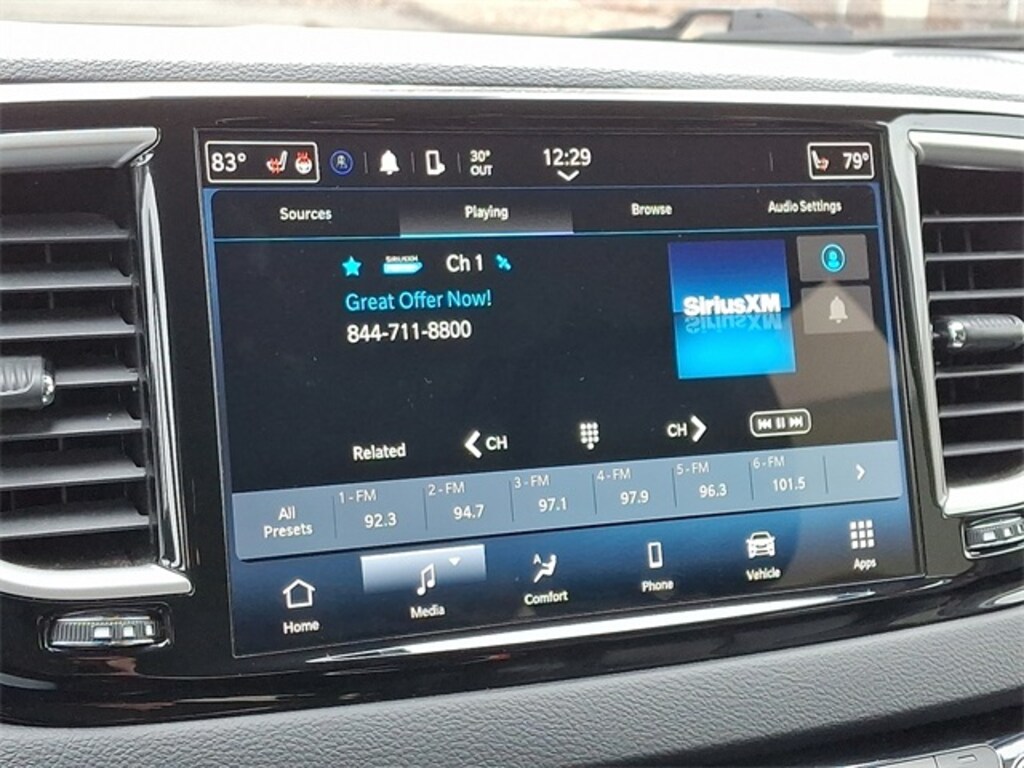 83° 30° OUT 12:29 79°
Sources Playing Browse Audio Settings
SIRIUSXM Ch 1
Great Offer Now!
844-711-8800
SiriusXM
Related CH CH
All Presets
1 - FM 92.3
2 - FM 94.7
3 - FM 97.1
4 - FM 97.9
5 - FM 96.3
6 - FM 101.5
Home Media Comfort Phone Vehicle Apps